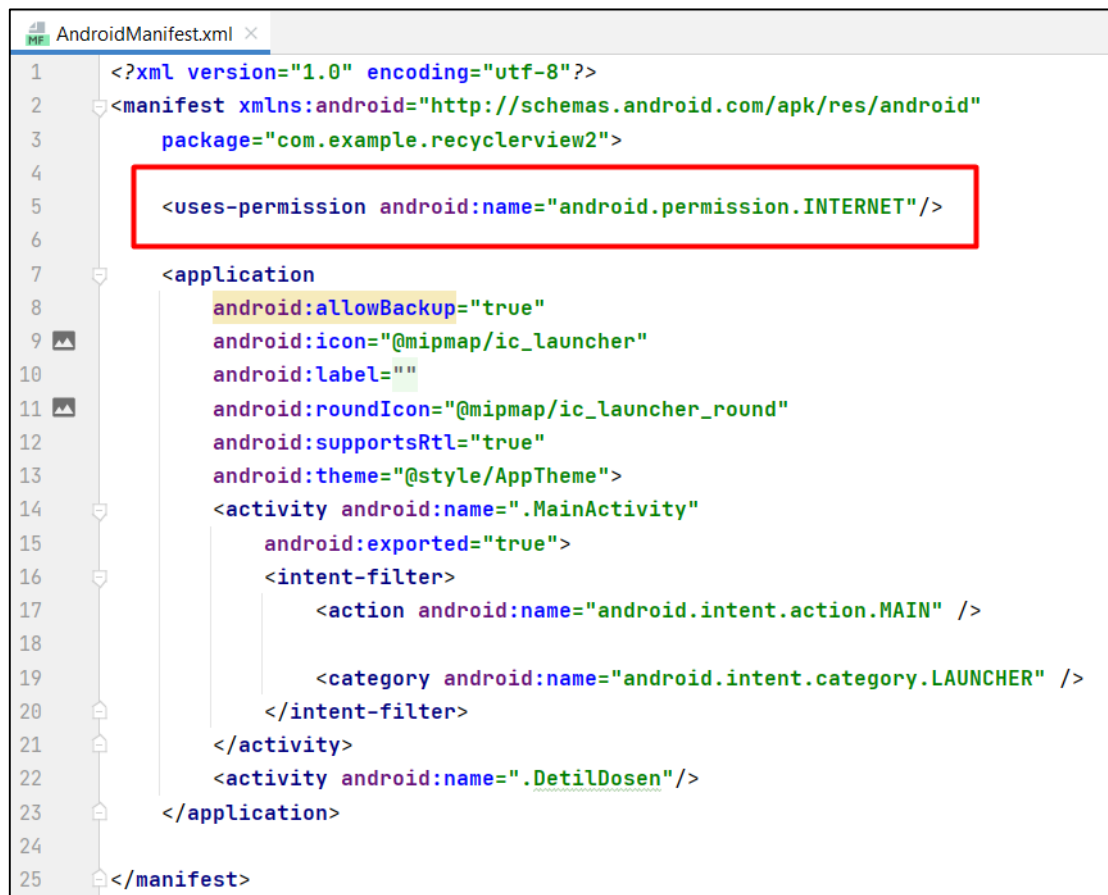 MF AndroidManifest.xml ×
1 <?xml version="1.0" encoding="utf-8"?>
2 <manifest xmlns:android="http://schemas.android.com/apk/res/android"
3     package="com.example.recyclerview2">
4
5     <uses-permission android:name="android.permission.INTERNET"/>
6
7     <application
8         android:allowBackup="true"
9         android:icon="@mipmap/ic_launcher"
10         android:label=""
11         android:roundIcon="@mipmap/ic_launcher_round"
12         android:supportsRtl="true"
13         android:theme="@style/AppTheme">
14         <activity android:name=".MainActivity"
15             android:exported="true">
16             <intent-filter>
17                 <action android:name="android.intent.action.MAIN" />
18
19                 <category android:name="android.intent.category.LAUNCHER" />
20             </intent-filter>
21         </activity>
22         <activity android:name=".DetilDosen"/>
23     </application>
24
25 </manifest>